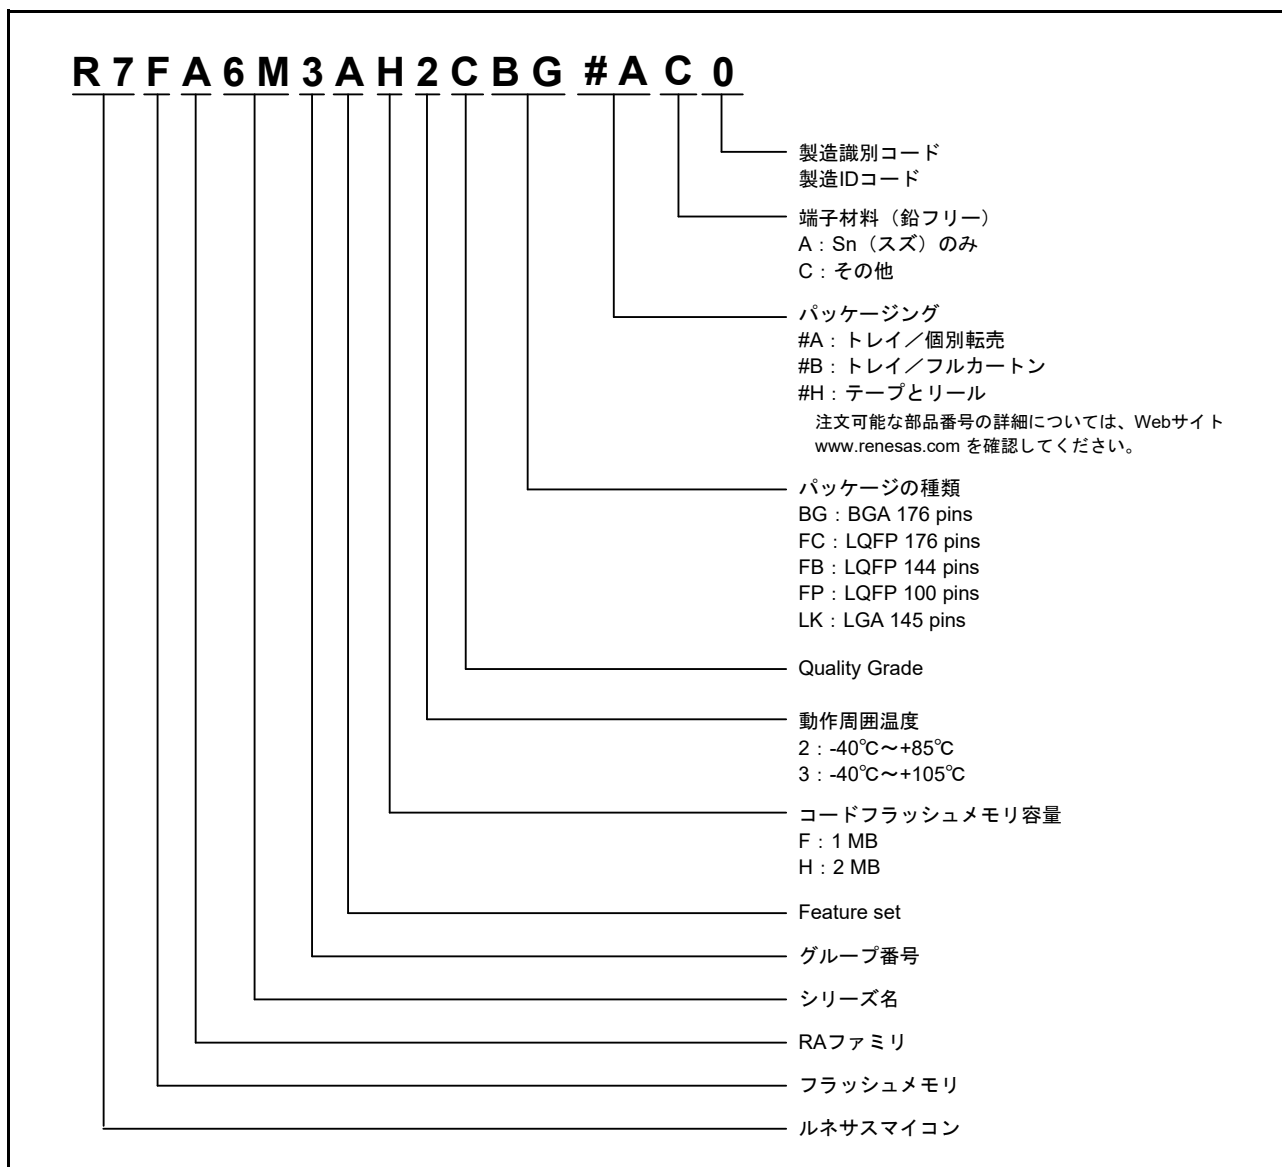 R7FA6M3AH2CBG #AC0
製造識別コード
製造IDコード
端子材料（鉛フリー）
A：Sn（スズ）のみ
C：その他
パッケージング
#A：トレイ／個別転売
#B：トレイ／フルカートン
#H：テープとリール
注文可能な部品番号の詳細については、Webサイト
www.renesas.com を確認してください。
パッケージの種類
BG：BGA 176 pins
FC：LQFP 176 pins
FB：LQFP 144 pins
FP：LQFP 100 pins
LK：LGA 145 pins
Quality Grade
動作周囲温度
2：-40℃～+85℃
3：-40℃～+105℃
コードフラッシュメモリ容量
F：1 MB
H：2 MB
Feature set
グループ番号
シリーズ名
RAファミリ
フラッシュメモリ
ルネサスマイコン